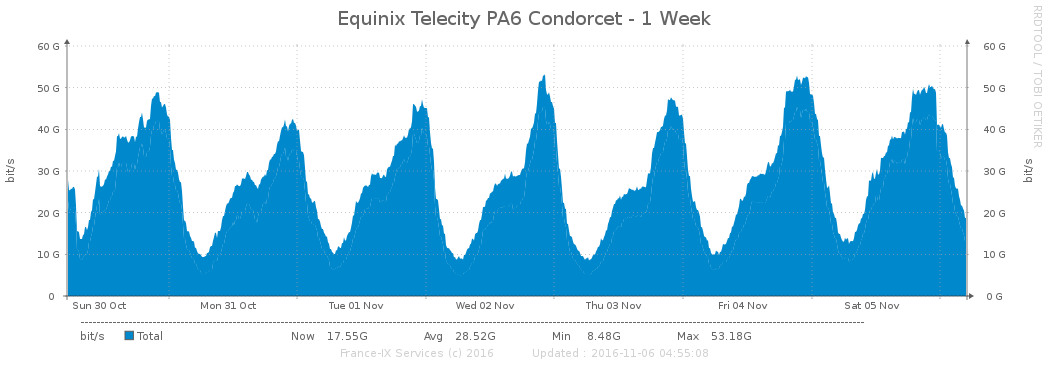 Equinix Telecity PA6 Condorcet - 1 Week
RRDTOOL / TOBI OETIKER
60 G 60 G
50 G 50 G
40 G 40 G
30 G 30 G
20 G 20 G
10 G 10 G
0 0 G
bit/s
bit/s
Sun 30 Oct Mon 31 Oct Tue 01 Nov Wed 02 Nov Thu 03 Nov Fri 04 Nov Sat 05 Nov
bit/s Total Now 17.55G Avg 28.52G Min 8.48G Max 53.18G
France-IX Services (c) 2016 Updated : 2016-11-06 04:55:08